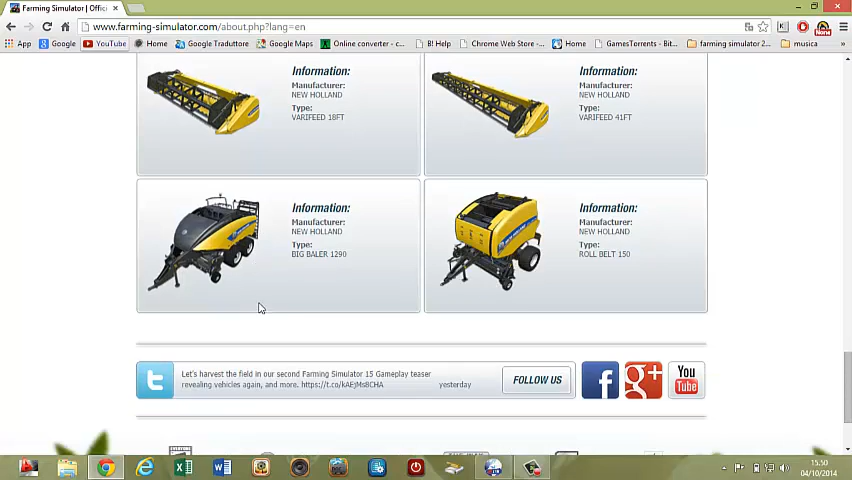 Farming Simulator | Offici
www.farming-simulator.com/about.php?lang=en
App Google YouTube Home Google Traduttore Google Maps Online converter - c... B! Help Chrome Web Store - ... Home GamesTorrents - Bit... farming simulator 2... musica
Information:
Manufacturer:
NEW HOLLAND
Type:
VARIFEED 18FT
Information:
Manufacturer:
NEW HOLLAND
Type:
VARIFEED 41FT
Information:
Manufacturer:
NEW HOLLAND
Type:
BIG BALER 1290
Information:
Manufacturer:
NEW HOLLAND
Type:
ROLL BELT 150
Let's harvest the field in our second Farming Simulator 15 Gameplay teaser
revealing vehicles again, and more. https://t.co/kAEjMs8CHA yesterday
FOLLOW US
You
Tube
15.50
04/10/2014